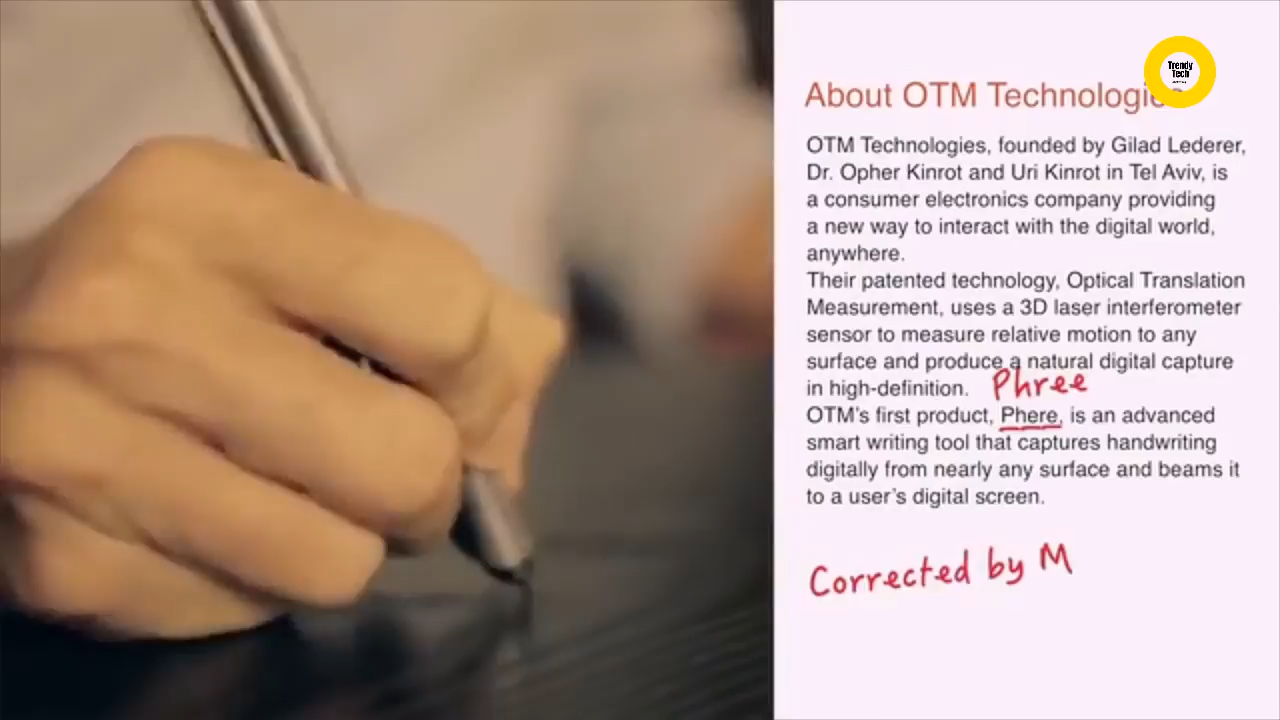 Trendy
Tech
About OTM Technologies
OTM Technologies, founded by Gilad Lederer,
Dr. Opher Kinrot and Uri Kinrot in Tel Aviv, is
a consumer electronics company providing
a new way to interact with the digital world,
anywhere.
Their patented technology, Optical Translation
Measurement, uses a 3D laser interferometer
sensor to measure relative motion to any
surface and produce a natural digital capture
in high-definition. Phree
OTM's first product, Phere, is an advanced
smart writing tool that captures handwriting
digitally from nearly any surface and beams it
to a user's digital screen.
Corrected by M